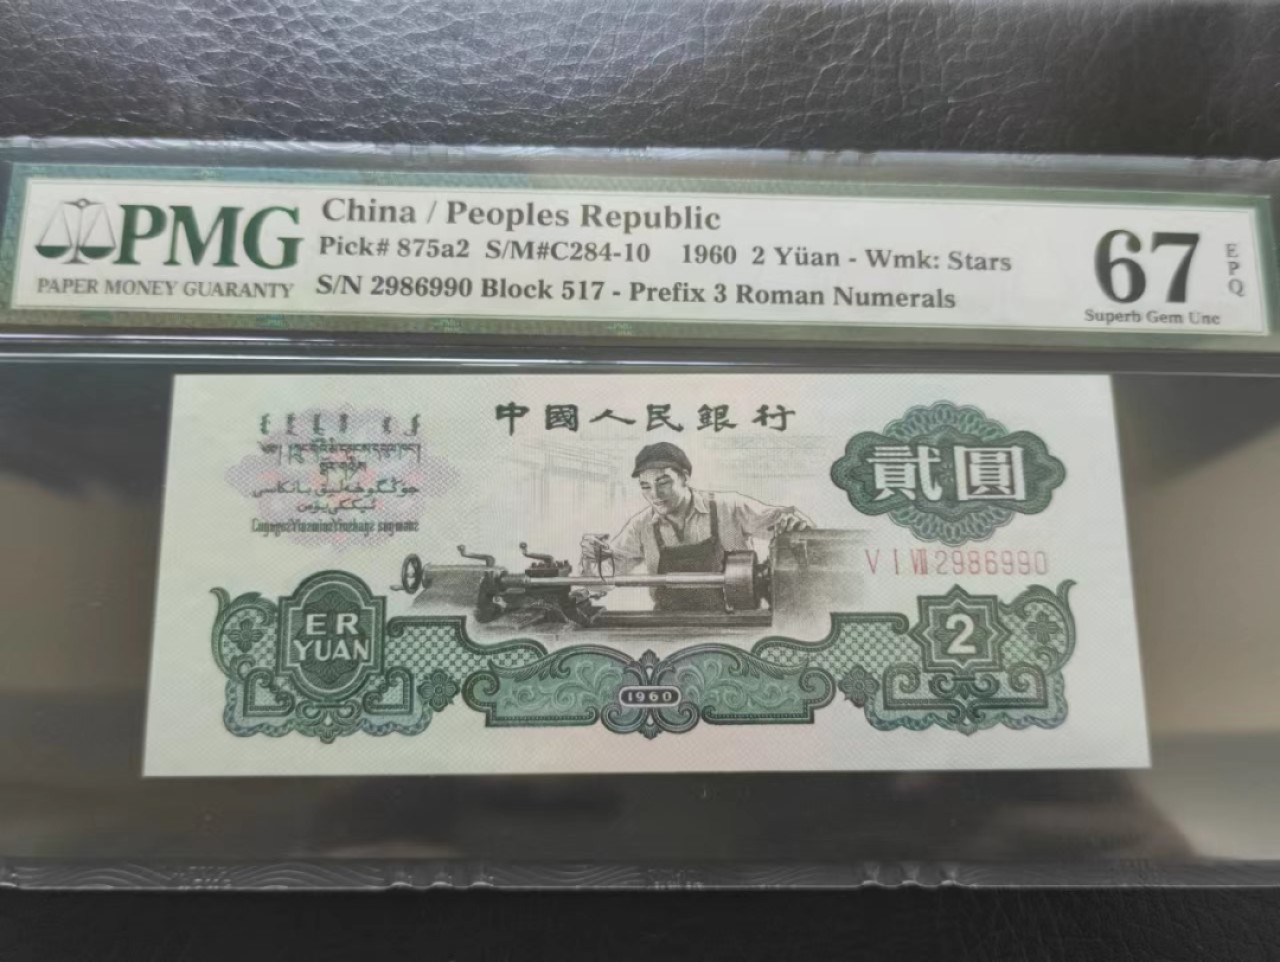 PMG
PAPER MONEY GUARANTY
China / Peoples Republic
Pick# 875a2 S/M#C284-10 1960 2 Yüan - Wmk: Stars
S/N 2986990 Block 517 - Prefix 3 Roman Numerals
67
EPQ
Superb Gem Unc
中國人民銀行
貳圓
V I VIII 2986990
ER
YUAN
2
1960